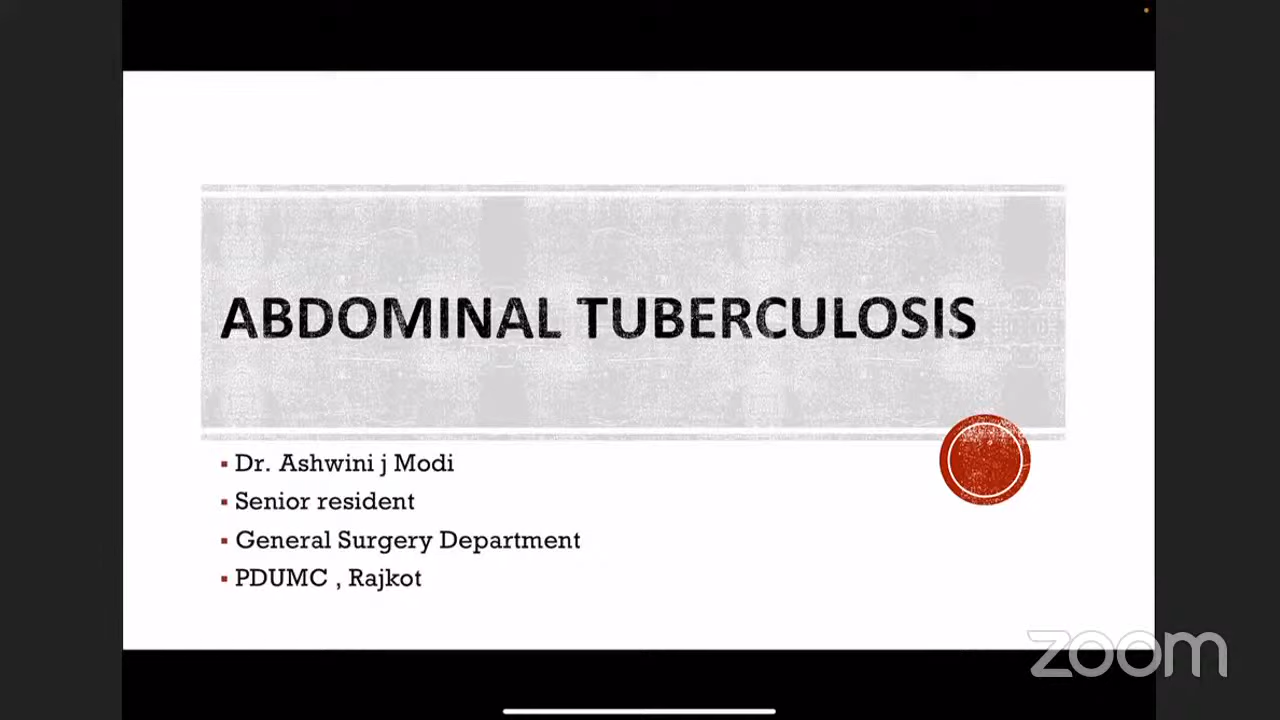 ABDOMINAL TUBERCULOSIS
Dr. Ashwini j Modi
Senior resident
General Surgery Department
PDUMC , Rajkot
zoom